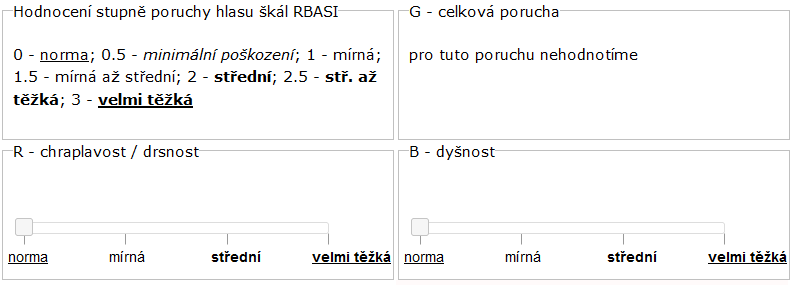 Hodnocení stupně poruchy hlasu škál RBASI
0 - norma; 0.5 - minimální poškození; 1 - mírná;
1.5 - mírná až střední; 2 - střední; 2.5 - stř. až
těžká; 3 - velmi těžká
G - celková porucha
pro tuto poruchu nehodnotíme
R - chraplavost / drsnost
norma mírná střední velmi těžká
B - dyšnost
norma mírná střední velmi těžká